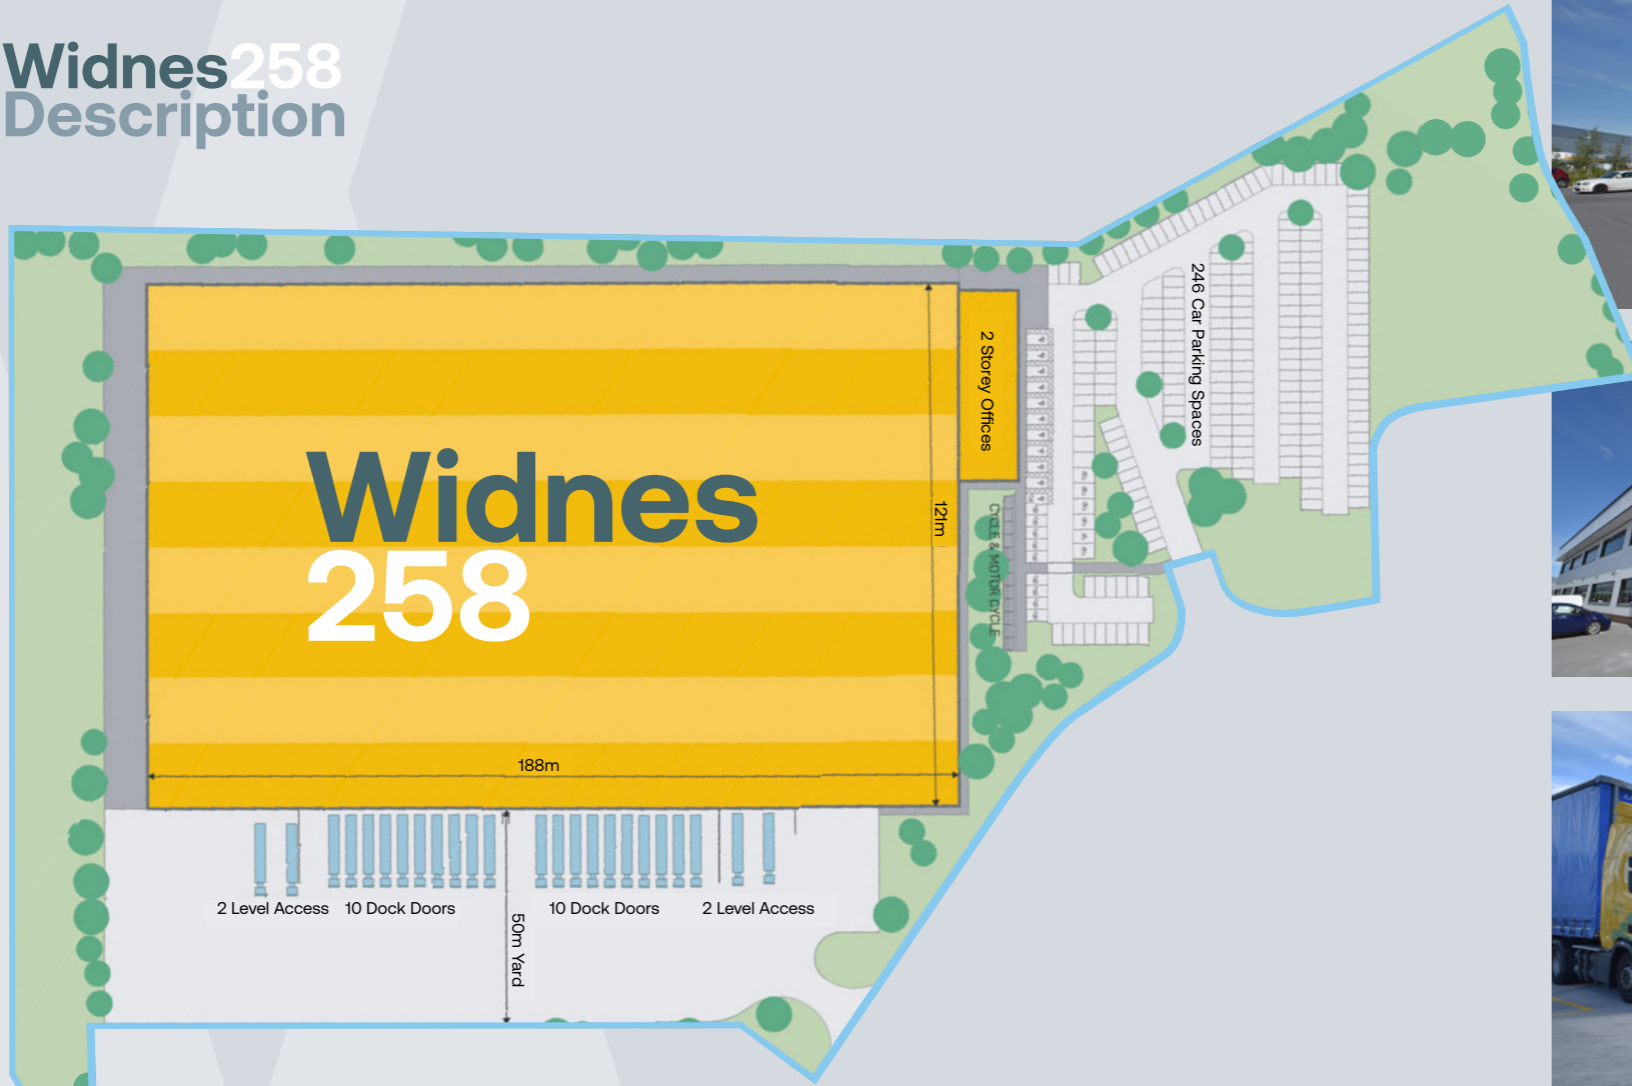 Widnes258
Description
246 Car Parking Spaces
2 Storey Offices
Widnes
258
121m
CYCLE & MOTOR CYCLE
188m
2 Level Access
10 Dock Doors
10 Dock Doors
2 Level Access
50m Yard